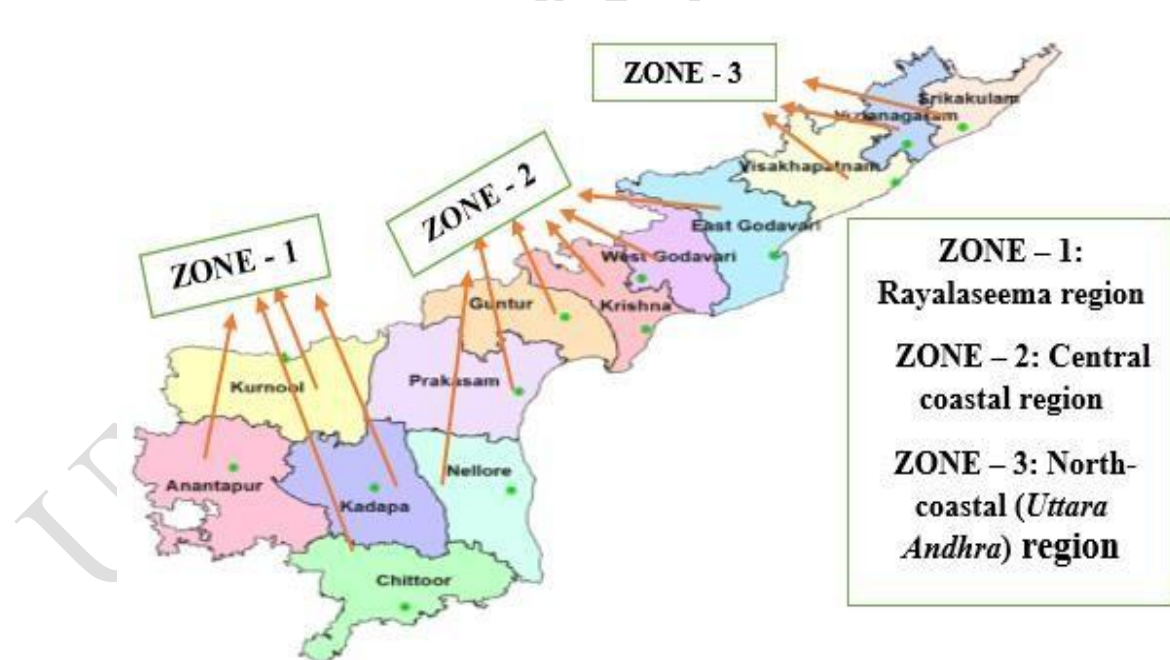 ZONE - 3
Srikakulam
Vizianagaram
Visakhapatnam
ZONE - 2
East Godavari
West Godavari
ZONE - 1
Guntur
Krishna
Kurnool
Prakasam
Anantapur
Kadapa
Nellore
Chittoor
ZONE – 1:
Rayalaseema region
ZONE – 2: Central
coastal region
ZONE – 3: North-
coastal (Uttara
Andhra) region